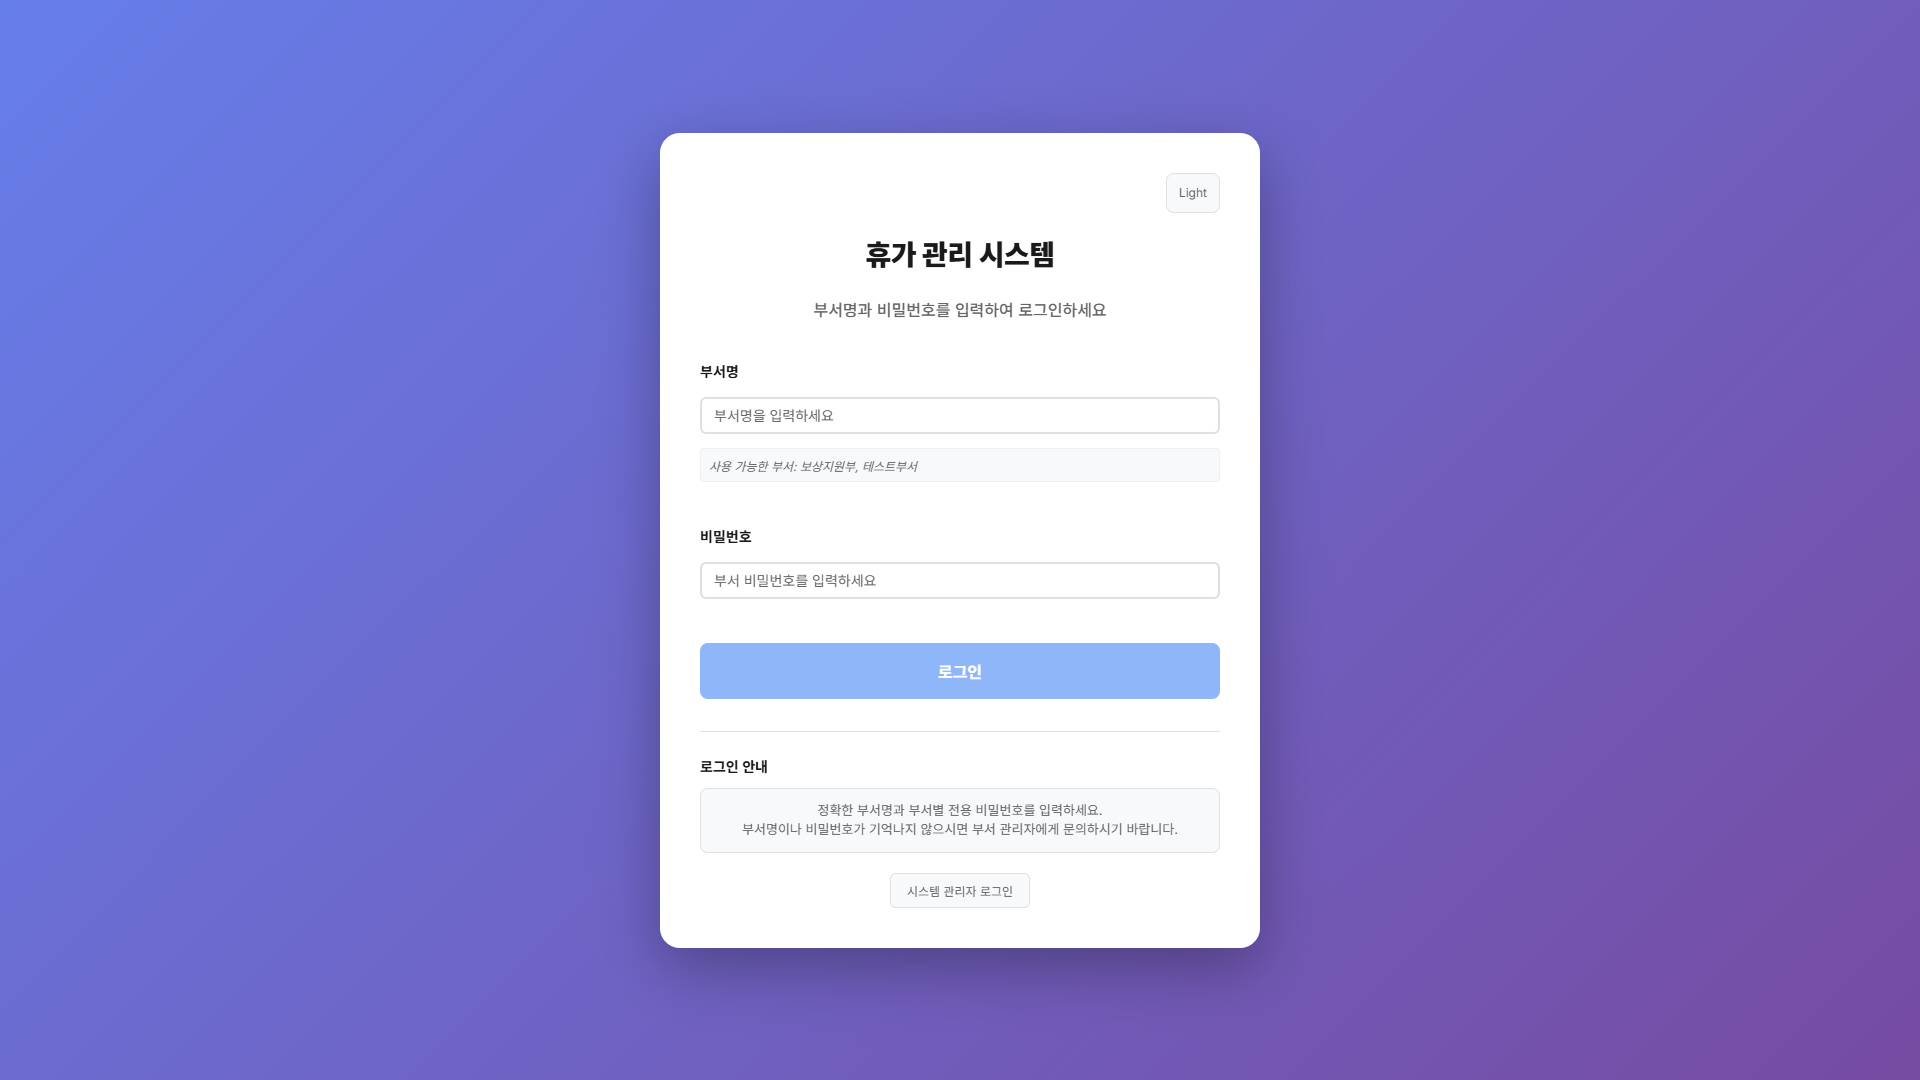 Light
휴가 관리 시스템
부서명과 비밀번호를 입력하여 로그인하세요
부서명
부서명을 입력하세요
사용 가능한 부서: 보상지원부, 테스트부서
비밀번호
부서 비밀번호를 입력하세요
로그인
로그인 안내
정확한 부서명과 부서별 전용 비밀번호를 입력하세요.
부서명이나 비밀번호가 기억나지 않으시면 부서 관리자에게 문의하시기 바랍니다.
시스템 관리자 로그인